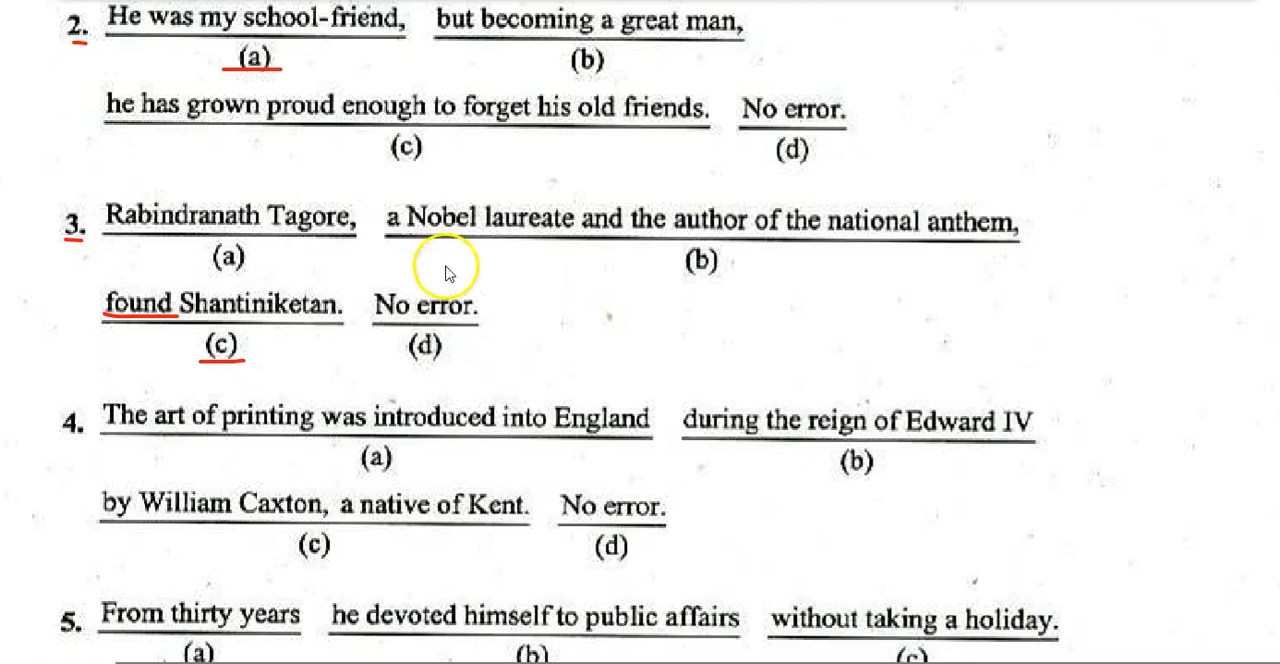 2. He was my school-friend, but becoming a great man,
(a) (b)
he has grown proud enough to forget his old friends. No error.
(c) (d)
3. Rabindranath Tagore, a Nobel laureate and the author of the national anthem,
(a) (b)
found Shantiniketan. No error.
(c) (d)
4. The art of printing was introduced into England during the reign of Edward IV
(a) (b)
by William Caxton, a native of Kent. No error.
(c) (d)
5. From thirty years he devoted himself to public affairs without taking a holiday.
(a) (b) (c)